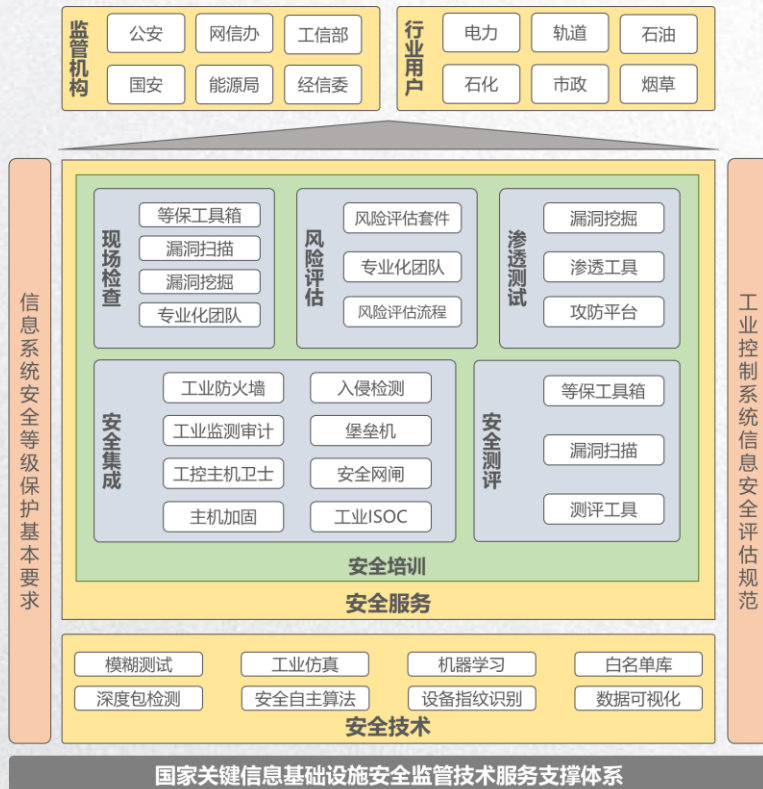 监管机构
公安
网信办
工信部
国安
能源局
经信委
行业用户
电力
轨道
石油
石化
市政
烟草
信息系统安全等级保护基本要求
现场检查
等保工具箱
漏洞扫描
漏洞挖掘
专业化团队
风险评估
风险评估套件
专业化团队
风险评估流程
渗透测试
漏洞挖掘
渗透工具
攻防平台
安全集成
工业防火墙
入侵检测
工业监测审计
堡垒机
工控主机卫士
安全网闸
主机加固
工业ISOC
安全测评
等保工具箱
漏洞扫描
测评工具
安全培训
安全服务
工业控制系统信息安全评估规范
模糊测试
工业仿真
机器学习
白名单库
深度包检测
安全自主算法
设备指纹识别
数据可视化
安全技术
国家关键信息基础设施安全监管技术服务支撑体系